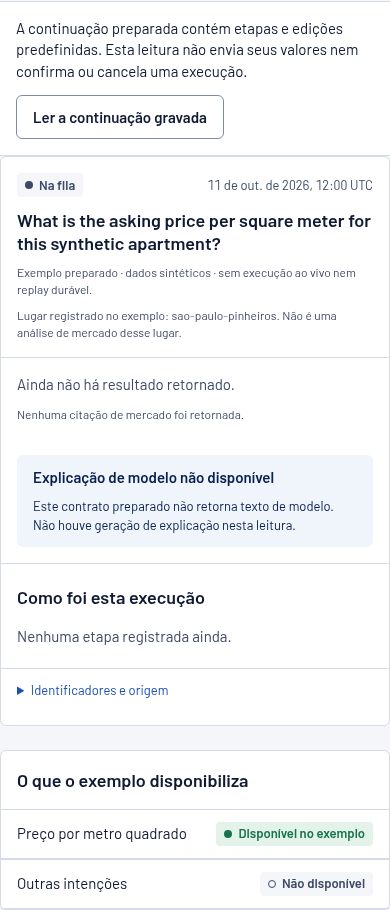 A continuação preparada contém etapas e edições
predefinidas. Esta leitura não envia seus valores nem
confirma ou cancela uma execução.
Ler a continuação gravada
Na fila
11 de out. de 2026, 12:00 UTC
What is the asking price per square meter for
this synthetic apartment?
Exemplo preparado · dados sintéticos · sem execução ao vivo nem
replay durável.
Lugar registrado no exemplo: sao-paulo-pinheiros. Não é uma
análise de mercado desse lugar.
Ainda não há resultado retornado.
Nenhuma citação de mercado foi retornada.
Explicação de modelo não disponível
Este contrato preparado não retorna texto de modelo.
Não houve geração de explicação nesta leitura.
Como foi esta execução
Nenhuma etapa registrada ainda.
Identificadores e origem
O que o exemplo disponibiliza
Preço por metro quadrado
Disponível no exemplo
Outras intenções
Não disponível